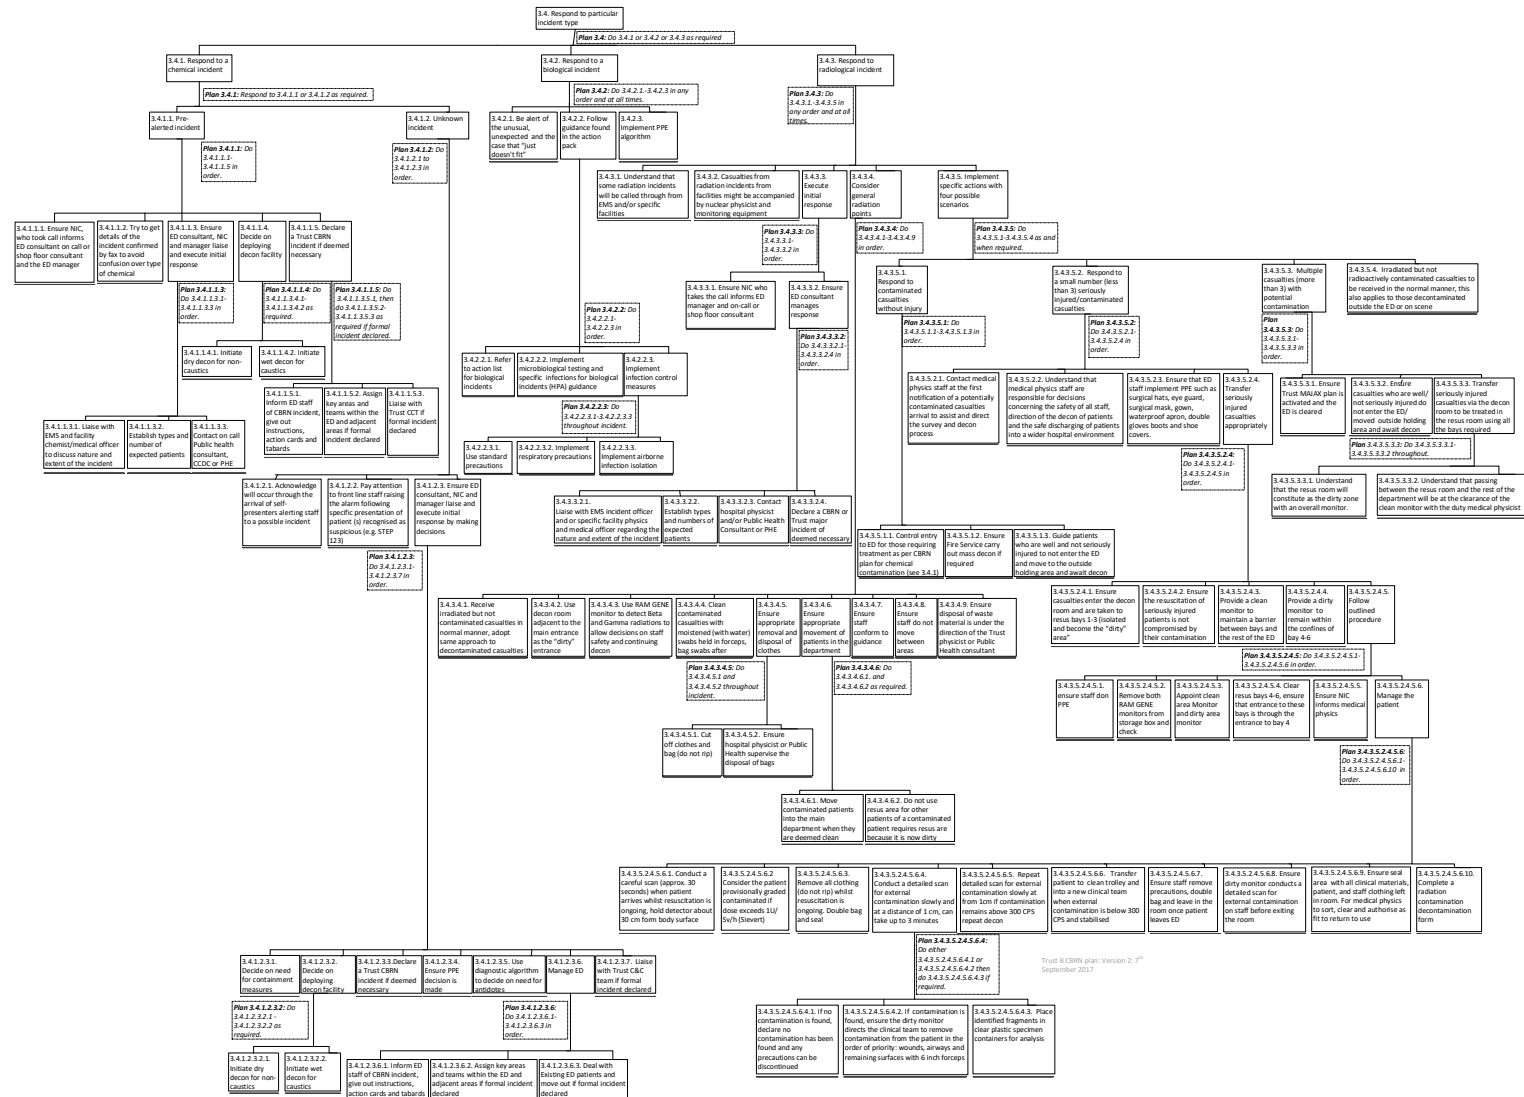 3.4. Respond to particular
incident type
Plan 3.4: Do 3.4.1 or 3.4.2 or 3.4.3 as required
3.4.1. Respond to a
chemical incident
3.4.2. Respond to a
biological incident
3.4.3. Respond to
radiological incident
Plan 3.4.1: Respond to 3.4.1.1 or 3.4.1.2 as required.
Plan 3.4.2: Do 3.4.2.1.-3.4.2.3 in any
order and at all times.
Plan 3.4.3: Do
3.4.3.1.-3.4.3.5 in
any order and at all
times.
3.4.1.1. Pre-
alerted incident
3.4.1.2. Unknown
incident
3.4.2.1. Be alert of
the unusual,
unexpected and the
case that "just
doesn't fit"
3.4.2.2. Follow
guidance found
in the action
pack
3.4.2.3.
Implement PPE
algorithm
Plan 3.4.1.1: Do
3.4.1.1.1-
3.4.1.1.5 in
order.
Plan 3.4.1.2: Do
3.4.1.2.1 to
3.4.1.2.3 in
order.
3.4.3.1. Understand that
some radiation incidents
will be called through from
EMS and/or specific
facilities
3.4.3.2. Casualties from
radiation incidents from
facilities might be accompanied
by nuclear physicist and
monitoring equipment
3.4.3.3.
Execute
initial
response
3.4.3.4.
Consider
general
radiation
points
3.4.3.5. Implement
specific actions with
four possible
scenarios
3.4.1.1.1. Ensure NIC,
who took call informs
ED consultant on call or
shop floor consultant
and the ED manager
3.4.1.1.2. Try to get
details of the
incident confirmed
by fax to avoid
confusion over type
of chemical
3.4.1.1.3. Ensure
ED consultant, NIC
and manager liaise
and execute initial
response
3.4.1.1.4.
Decide on
deploying
decon facility
3.4.1.1.5. Declare
a Trust CBRN
incident if deemed
necessary
Plan 3.4.3.3: Do
3.4.3.3.1-
3.4.3.3.2 in
order.
Plan 3.4.3.4: Do
3.4.3.4.1-3.4.3.4.9
in order.
Plan 3.4.3.5: Do
3.4.3.5.1-3.4.3.5.4 as and
when required.
3.4.3.5.1.
Respond to
contaminated
casualties
without injury
3.4.3.5.2. Respond to
a small number (less
than 3) seriously
injured/contaminated
casualties
3.4.3.5.3. Multiple
casualties (more
than 3) with
potential
contamination
3.4.3.5.4. Irradiated but not
radioactively contaminated casualties to
be received in the normal manner, this
also applies to those decontaminated
outside the ED or on scene
3.4.3.3.1. Ensure NIC who
takes the call informs ED
manager and on-call or
shop floor consultant
3.4.3.3.2. Ensure
ED consultant
manages
response
Plan 3.4.1.1.3:
Do 3.4.1.1.3.1-
3.4.1.1.3.3 in
order.
Plan 3.4.1.1.4: Do
3.4.1.1.3.4.1-
3.4.1.1.3.4.2 as
required.
Plan 3.4.1.1.5: Do
3.4.1.1.3.5.1, then
do 3.4.1.1.3.5.2-
3.4.1.1.3.5.3 as
required if formal
incident declared.
Plan 3.4.2.2: Do
3.4.2.2.1-
3.4.2.2.3 in
order.
Plan 3.4.3.3.2:
Do 3.4.3.3.2.1-
3.4.3.3.2.4 in
order.
Plan 3.4.3.5.1: Do
3.4.3.5.1.1-3.4.3.5.1.3 in
order.
Plan 3.4.3.5.2:
Do 3.4.3.5.2.1-
3.4.3.5.2.4 in
order.
Plan
3.4.3.5.3: Do
3.4.3.5.3.1-
3.4.3.5.3.3 in
order.
3.4.1.1.4.1. Initiate
dry decon for non-
caustics
3.4.1.1.4.2. Initiate
wet decon for
caustics
3.4.2.2.1. Refer
to action list
for biological
incidents
3.4.2.2.2. Implement
microbiological testing and
specific infections for biological
incidents (HPA) guidance
3.4.2.2.3.
Implement
infection control
measures
3.4.3.5.2.1. Contact medical
physics staff at the first
notification of a potentially
contaminated casualties
arrival to assist and direct
the survey and decon
process
3.4.3.5.2.2. Understand that
medical physics staff are
responsible for decisions
concerning the safety of all staff,
direction of the decon of patients
and the safe discharging of patients
into a wider hospital environment
3.4.3.5.2.3. Ensure that ED
staff implement PPE such as
surgical hats, eye guard,
surgical mask, gown,
waterproof apron, double
gloves boots and shoe
covers.
3.4.3.5.2.4.
Transfer
seriously
injured
casualties
appropriately
3.4.3.5.3.1. Ensure
Trust MAJAX plan is
activated and the
ED is cleared
3.4.3.5.3.2. Ensure
casualties who are well/
not seriously injured do
not enter the ED/
moved outside holding
area and await decon
3.4.3.5.3.3. Transfer
seriously injured
casualties via the decon
room to be treated in
the resus room using all
the bays required
3.4.1.1.5.1.
Inform ED staff
of CBRN incident,
give out
instructions,
action cards and
tabards
3.4.1.1.5.2. Assign
key areas and
teams within the
ED and adjacent
areas if formal
incident declared
3.4.1.1.5.3.
Liaise with
Trust CCT if
formal incident
declared
3.4.1.1.3.1. Liaise with
EMS and facility
chemist/medical officer
to discuss nature and
extent of the incident
3.4.1.1.3.2.
Establish types and
number of
expected patients
3.4.1.1.3.3.
Contact on call
Public health
consultant,
CCDC or PHE
Plan 3.4.2.2.3: Do
3.4.2.2.3.1-3.4.2.2.3.3
throughout incident.
3.4.2.2.3.1.
Use standard
precautions
3.4.2.2.3.2. Implement
respiratory precautions
3.4.2.2.3.3.
Implement airborne
infection isolation
Plan 3.4.3.5.2.4:
Do 3.4.3.5.2.4.1-
3.4.3.5.2.4.5 in
order.
Plan 3.4.3.5.3.3: Do 3.4.3.5.3.3.1-
3.4.3.5.3.3.2 throughout.
3.4.3.5.3.3.1. Understand
that the resus room will
constitute as the dirty zone
with an overall monitor.
3.4.3.5.3.3.2. Understand that passing
between the resus room and the rest of the
department will be at the clearance of the
clean monitor with the duty medical physicist
3.4.1.2.1. Acknowledge
will occur through the
arrival of self-
presenters alerting staff
to a possible incident
3.4.1.2.2. Pay attention
to front line staff raising
the alarm following
specific presentation of
patient (s) recognised as
suspicious (e.g. STEP
123)
3.4.1.2.3. Ensure ED
consultant, NIC and
manager liaise and
execute initial
response by making
decisions
3.4.3.3.2.1.
Liaise with EMS incident officer
and or specific facility physics
and medical officer regarding the
nature and extent of the incident
3.4.3.3.2.2.
Establish types
and numbers of
expected
patients
3.4.3.3.2.3. Contact
hospital physicist
and/or Public Health
Consultant or PHE
3.4.3.3.2.4.
Declare a CBRN or
Trust major
incident of
deemed necessary
3.4.3.5.1.1. Control entry
to ED for those requiring
treatment as per CBRN
plan for chemical
contamination (see 3.4.1)
3.4.3.5.1.2. Ensure
Fire Service carry
out mass decon if
required
3.4.3.5.1.3. Guide patients
who are well and not seriously
injured to not enter the ED
and move to the outside
holding area and await decon
Plan 3.4.1.2.3:
Do 3.4.1.2.3.1-
3.4.1.2.3.7 in
order.
3.4.3.4.1. Receive
irradiated but not
contaminated casualties in
normal manner, adopt
same approach to
decontaminated casualties
3.4.3.4.2. Use
decon room
adjacent to the
main entrance
as the "dirty"
entrance
3.4.3.4.3. Use RAM GENE
monitor to detect Beta
and Gamma radiations to
allow decisions on staff
safety and continuing
decon
3.4.3.4.4. Clean
contaminated
casualties with
moistened (with water)
swabs held in forceps,
bag swabs after
3.4.3.4.5.
Ensure
appropriate
removal and
disposal of
clothes
3.4.3.4.6.
Ensure
appropriate
movement of
patients in the
department
3.4.3.4.7.
Ensure
staff
conform to
guidance
3.4.3.4.8.
Ensure
staff do not
move
between
areas
3.4.3.4.9. Ensure
disposal of waste
material is under
the direction of the
Trust physicist or Public
Health consultant
3.4.3.5.2.4.1. Ensure
casualties enter the decon
room and are taken to
resus bays 1-3 (isolated
and become the "dirty"
area"
3.4.3.5.2.4.2. Ensure
the resuscitation of
seriously injured
patients is not
compromised by
their contamination
3.4.3.5.2.4.3.
Provide a clean
monitor to
maintain a barrier
between bays and
the rest of the ED
3.4.3.5.2.4.4.
Provide a dirty
monitor to
remain within
the confines of
bay 4-6
3.4.3.5.2.4.5.
Follow
outlined
procedure
Plan 3.4.3.5.2.4.5: Do 3.4.3.5.2.4.5.1-
3.4.3.5.2.4.5.6 in order.
Plan 3.4.3.4.5: Do
3.4.3.4.5.1 and
3.4.3.4.5.2 throughout
incident.
Plan 3.4.3.4.6: Do
3.4.3.4.6.1. and
3.4.3.4.6.2 as required.
3.4.3.5.2.4.5.1.
ensure staff don
PPE
3.4.3.5.2.4.5.2.
Remove both
RAM GENE
monitors from
storage box and
check
3.4.3.5.2.4.5.3.
Appoint clean
area Monitor
and dirty area
monitor
3.4.3.5.2.4.5.4. Clear
resus bays 4-6, ensure
that entrance to these
bays is through the
entrance to bay 4
3.4.3.5.2.4.5.5.
Ensure NIC
informs medical
physics
3.4.3.5.2.4.5.6.
Manage the
patient
3.4.3.4.5.1. Cut
off clothes and
bag (do not rip)
3.4.3.4.5.2. Ensure
hospital physicist or Public
Health supervise the
disposal of bags
Plan 3.4.3.5.2.4.5.6:
Do 3.4.3.5.2.4.5.6.1-
3.4.3.5.2.4.5.6.10 in
order.
3.4.3.4.6.1. Move
contaminated patients
into the main
department when they
are deemed clean
3.4.3.4.6.2. Do not use
resus area for other
patients of a contaminated
patient requires resus are
because it is now dirty
3.4.3.5.2.4.5.6.1. Conduct a
careful scan (approx. 30
seconds) when patient
arrives whilst resuscitation is
ongoing, hold detector about
30 cm form body surface
3.4.3.5.2.4.5.6.2
Consider the patient
provisionally graded
contaminated if
dose exceeds 1U/
Sv/h (Sievert)
3.4.3.5.2.4.5.6.3.
Remove all clothing
(do not rip) whilst
resuscitation is
ongoing. Double bag
and seal
3.4.3.5.2.4.5.6.4.
Conduct a detailed scan
for external
contamination slowly and
at a distance of 1 cm, can
take up to 3 minutes
3.4.3.5.2.4.5.6.5. Repeat
detailed scan for external
contamination slowly at
from 1cm if contamination
remains above 300 CPS
repeat decon
3.4.3.5.2.4.5.6.6. Transfer
patient to clean trolley and
into a new clinical team
when external
contamination is below 300
CPS and stabilised
3.4.3.5.2.4.5.6.7.
Ensure staff remove
precautions, double
bag and leave in the
room once patient
leaves ED
3.4.3.5.2.4.5.6.8. Ensure
dirty monitor conducts a
detailed scan for
external contamination
on staff before exiting
the room
3.4.3.5.2.4.5.6.9. Ensure seal
area with all clinical materials,
patient, and staff clothing left
in room. For medical physics
to sort, clear and authorise as
fit to return to use
3.4.3.5.2.4.5.6.10.
Complete a
radiation
contamination
decontamination
form
Plan 3.4.3.5.2.4.5.6.4:
Do either
3.4.3.5.2.4.5.6.4.1 or
3.4.3.5.2.4.5.6.4.2 then
do 3.4.3.5.2.4.5.6.4.3 if
required.
Trust B CBRN plan: Version 2: 7th
September 2017
3.4.1.2.3.1.
Decide on need
for containment
measures
3.4.1.2.3.2.
Decide on
deploying
decon facility
3.4.1.2.3.3.Declare
a Trust CBRN
incident if deemed
necessary
3.4.1.2.3.4.
Ensure PPE
decision is
made
3.4.1.2.3.5. Use
diagnostic algorithm
to decide on need for
antidotes
3.4.1.2.3.6.
Manage ED
3.4.1.2.3.7. Liaise
with Trust C&C
team if formal
incident declared
Plan 3.4.1.2.3.2: Do
3.4.1.2.3.2.1 -
3.4.1.2.3.2.2 as
required.
Plan 3.4.1.2.3.6:
Do 3.4.1.2.3.6.1-
3.4.1.2.3.6.3 in
order.
3.4.3.5.2.4.5.6.4.1. If no
contamination is found,
declare no
contamination has been
found and any
precautions can be
discontinued
3.4.3.5.2.4.5.6.4.2. If contamination is
found, ensure the dirty monitor
directs the clinical team to remove
contamination from the patient in the
order of priority: wounds, airways and
remaining surfaces with 6 inch forceps
3.4.3.5.2.4.5.6.4.3. Place
identified fragments in
clear plastic specimen
containers for analysis
3.4.1.2.3.2.1.
Initiate dry
decon for non-
caustics
3.4.1.2.3.2.2.
Initiate wet
decon for
caustics
3.4.1.2.3.6.1. Inform ED
staff of CBRN incident,
give out instructions,
action cards and tabards
3.4.1.2.3.6.2. Assign key areas
and teams within the ED and
adjacent areas if formal incident
declared
3.4.1.2.3.6.3. Deal with
Existing ED patients and
move out if formal incident
declared